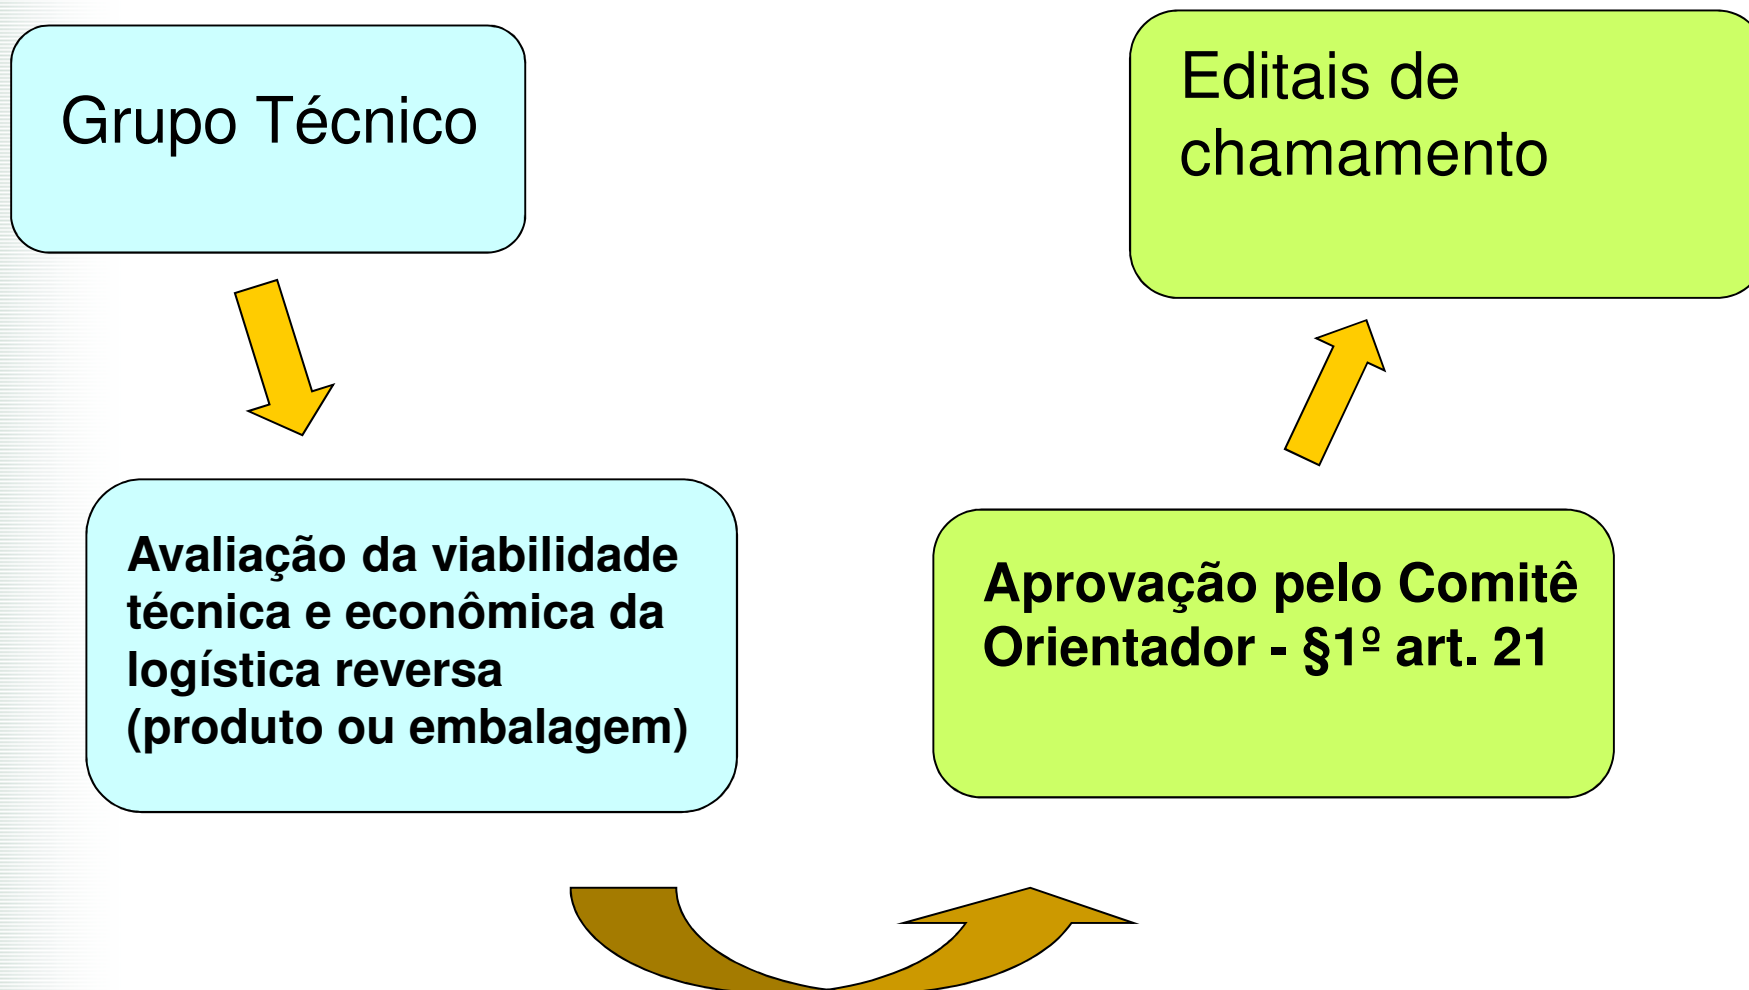 Grupo Técnico
Avaliação da viabilidade
técnica e econômica da
logística reversa
(produto ou embalagem)
Aprovação pelo Comitê
Orientador - §1º art. 21
Editais de
chamamento